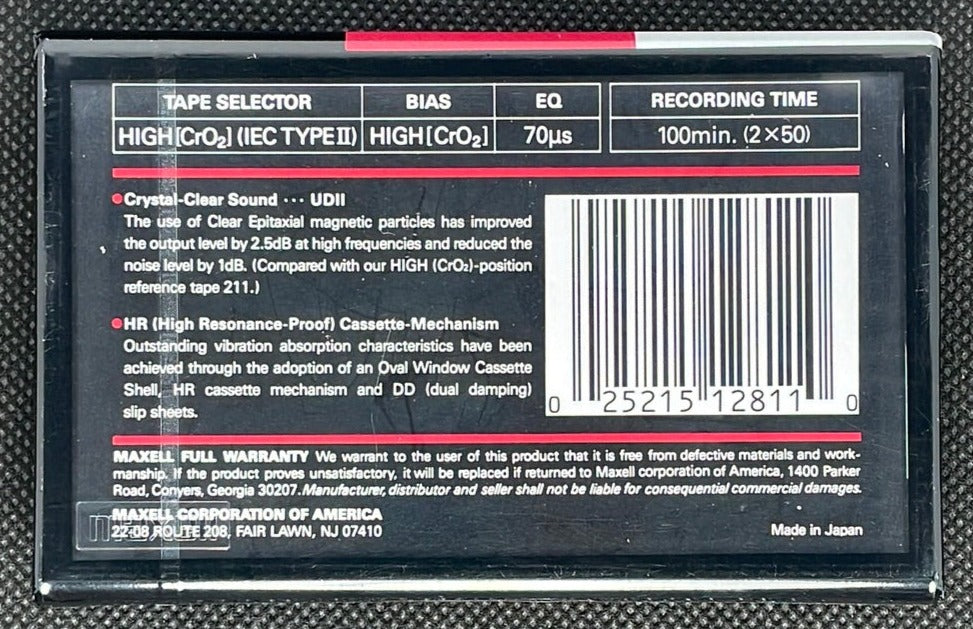 TAPE SELECTOR BIAS EQ RECORDING TIME
HIGH[CrO₂] (IEC TYPEⅡ) HIGH[CrO₂] 70μs 100min. (2×50)
●Crystal-Clear Sound ··· UDII
The use of Clear Epitaxial magnetic particles has improved
the output level by 2.5dB at high frequencies and reduced the
noise level by 1dB. (Compared with our HIGH (CrO₂)-position
reference tape 211.)
●HR (High Resonance-Proof) Cassette-Mechanism
Outstanding vibration absorption characteristics have been
achieved through the adoption of an Oval Window Cassette
Shell, HR cassette mechanism and DD (dual damping)
slip sheets.
0 25215 12811 0
MAXELL FULL WARRANTY We warrant to the user of this product that it is free from defective materials and work-
manship. If the product proves unsatisfactory, it will be replaced if returned to Maxell corporation of America, 1400 Parker
Road, Conyers, Georgia 30207. Manufacturer, distributor and seller shall not be liable for consequential commercial damages.
MAXELL CORPORATION OF AMERICA
22-08 ROUTE 208, FAIR LAWN, NJ 07410
Made in Japan
maxell